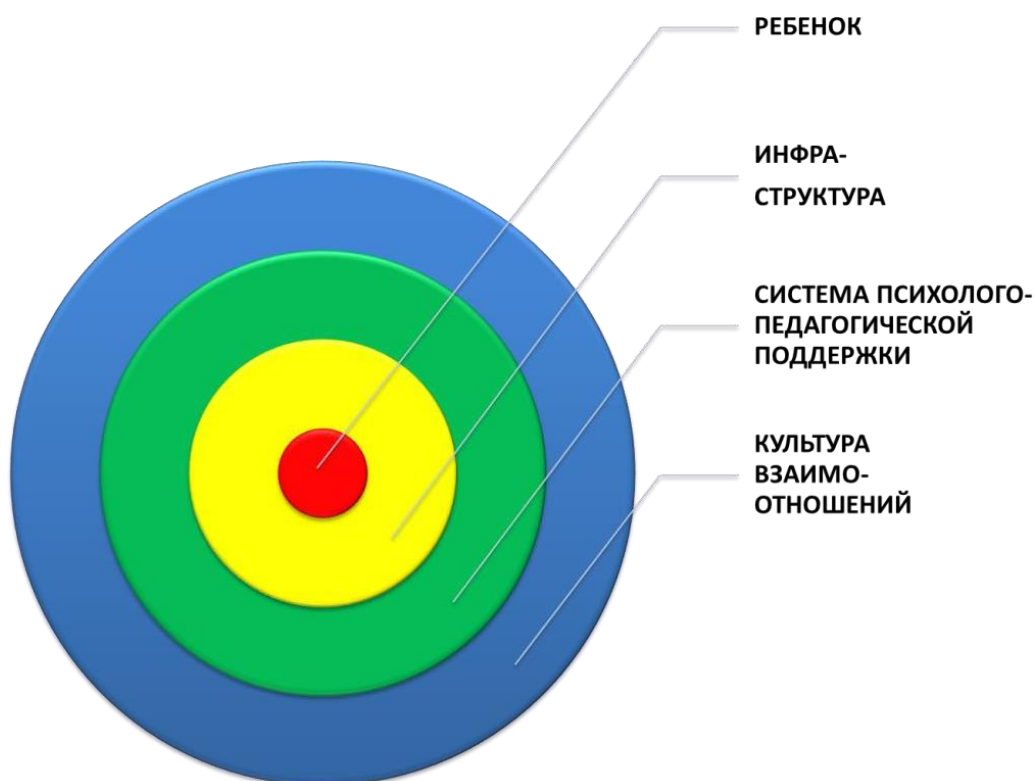 РЕБЕНОК
ИНФРА-
СТРУКТУРА
СИСТЕМА ПСИХОЛОГО-
ПЕДАГОГИЧЕСКОЙ
ПОДДЕРЖКИ
КУЛЬТУРА
ВЗАИМО-
ОТНОШЕНИЙ